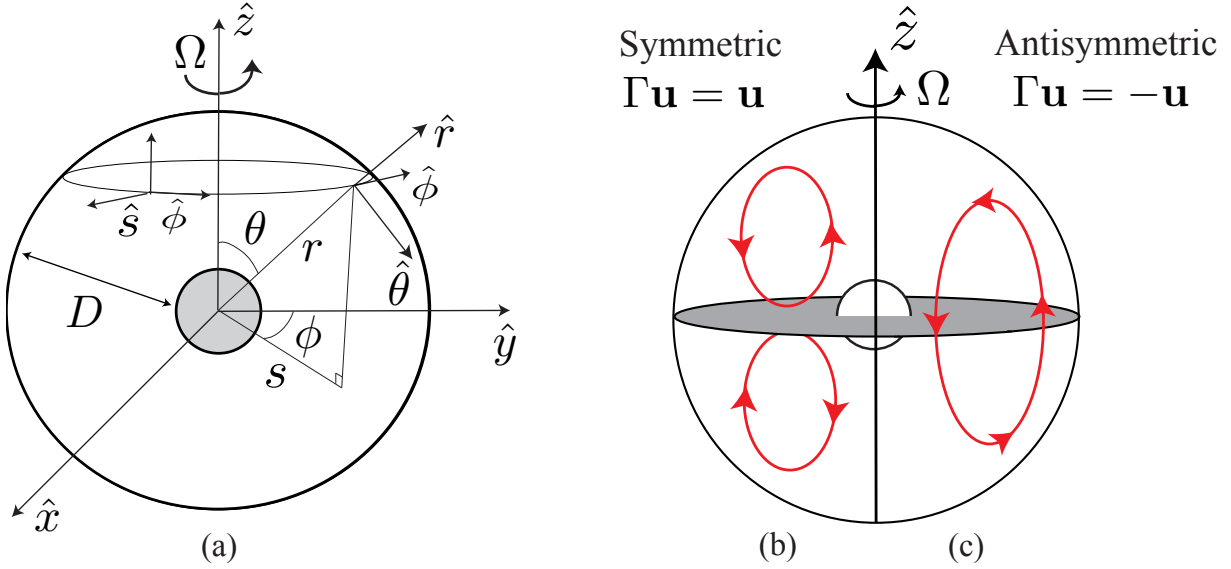 ẑ
Ω
r̂
ϕ̂
ŝ ϕ̂
θ
r
θ̂
D
ŷ
ϕ
s
x̂
(a)
Symmetric
Γu = u
ẑ
Ω
Antisymmetric
Γu = −u
(b)
(c)